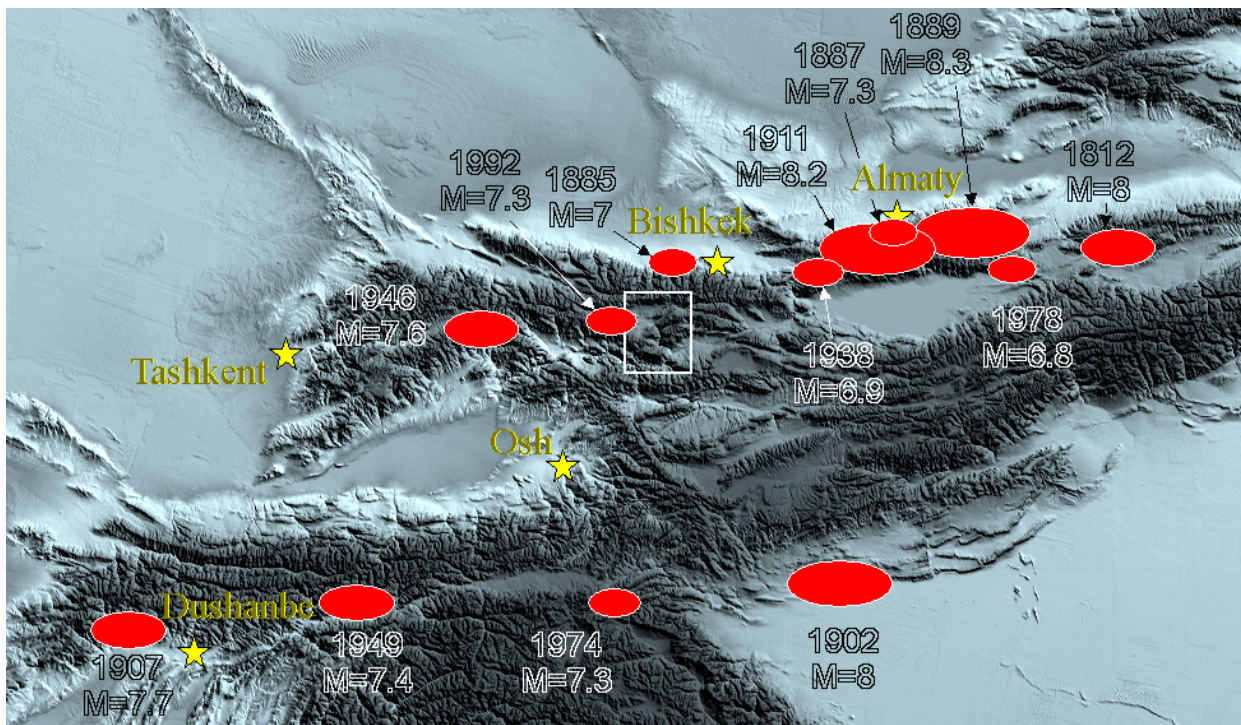 1889
M=8.3
1887
M=7.3
1911
M=8.2
1812
M=8
Almaty
1992
M=7.3
1885
M=7
Bishkek
1946
M=7.6
Tashkent
1938
M=6.9
1978
M=6.8
Osh
Dushanbe
1907
M=7.7
1949
M=7.4
1974
M=7.3
1902
M=8